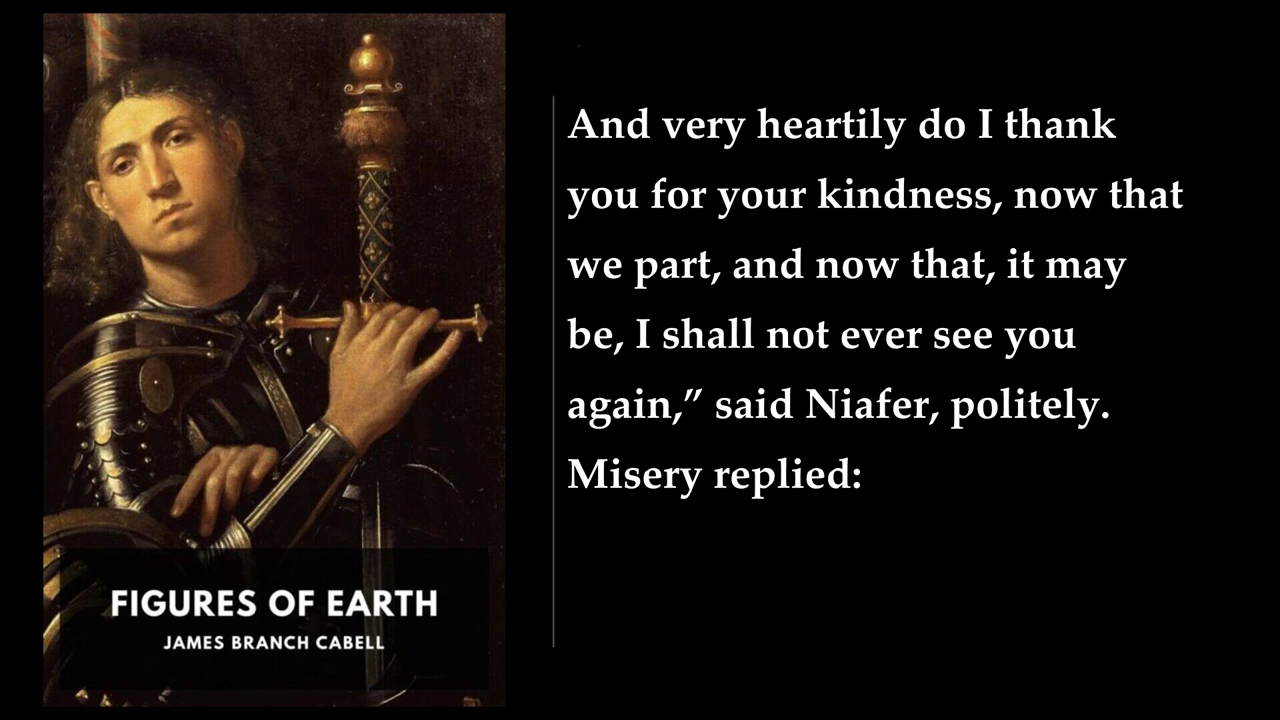 FIGURES OF EARTH
JAMES BRANCH CABELL
And very heartily do I thank
you for your kindness, now that
we part, and now that, it may
be, I shall not ever see you
again,” said Niafer, politely.
Misery replied: